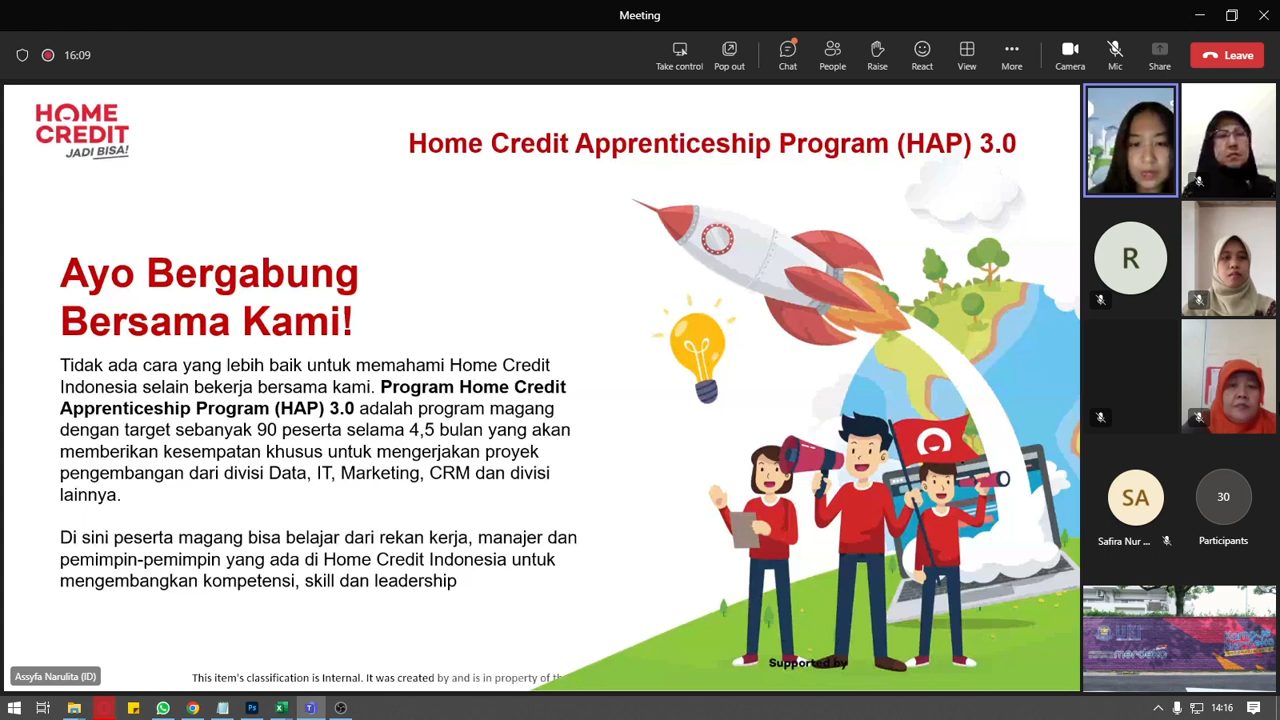 Meeting
16:09
Take control
Pop out
Chat
People
Raise
React
View
More
Camera
Mic
Share
Leave
HOME
CREDIT
JADI BISA!
Home Credit Apprenticeship Program (HAP) 3.0
Ayo Bergabung
Bersama Kami!
Tidak ada cara yang lebih baik untuk memahami Home Credit
Indonesia selain bekerja bersama kami. Program Home Credit
Apprenticeship Program (HAP) 3.0 adalah program magang
dengan target sebanyak 90 peserta selama 4,5 bulan yang akan
memberikan kesempatan khusus untuk mengerjakan proyek
pengembangan dari divisi Data, IT, Marketing, CRM dan divisi
lainnya.
Di sini peserta magang bisa belajar dari rekan kerja, manajer dan
pemimpin-pemimpin yang ada di Home Credit Indonesia untuk
mengembangkan kompetensi, skill dan leadership
Supported by
This item's classification is Internal. It was created by and is in property of the
Assyfa Narulita (ID)
R
SA
Safira Nur ...
30
Participants
merdeka
14:16